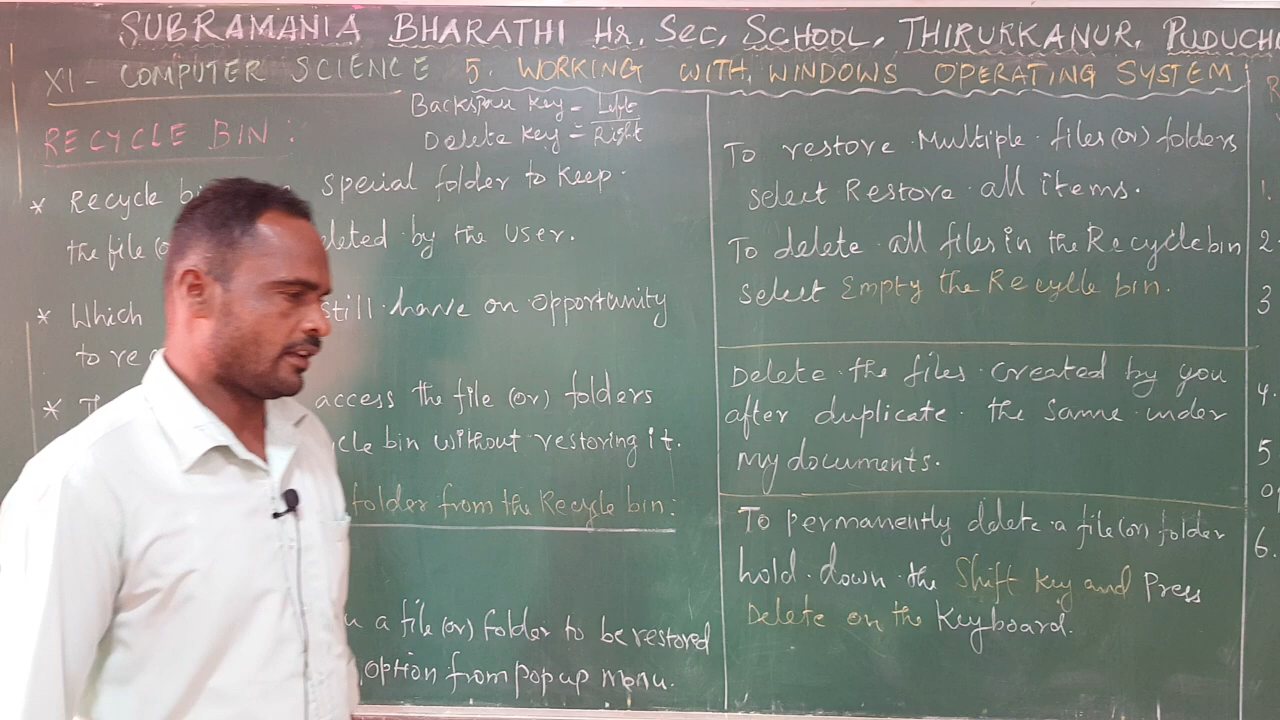 SUBRAMANIA BHARATHI Hr. Sec. SCHOOL, THIRUKKANUR, PUDUCH
XI - COMPUTER SCIENCE 5. WORKING WITH WINDOWS OPERATING SYSTEM
Backspace key = Left
Delete key = Right
RECYCLE BIN :
* Recycle special folder to keep.
the file deleted by the user.
* Which still have on opportunity
to
* access the file (or) folders
cle bin without restoring it.
folder from the Recycle bin:
a file (or) folder to be restored
option from popup menu.
To restore Multiple files (or) folders
select Restore all items.
To delete all files in the Recycle bin
select Empty the Recylle bin.
Delete the files created by you
after duplicate the same under
My documents.
To permanently delete a file (or) folder
hold down the Shift key and Press
Delete on the Keyboard.
1.
2
3
4.
5
6.